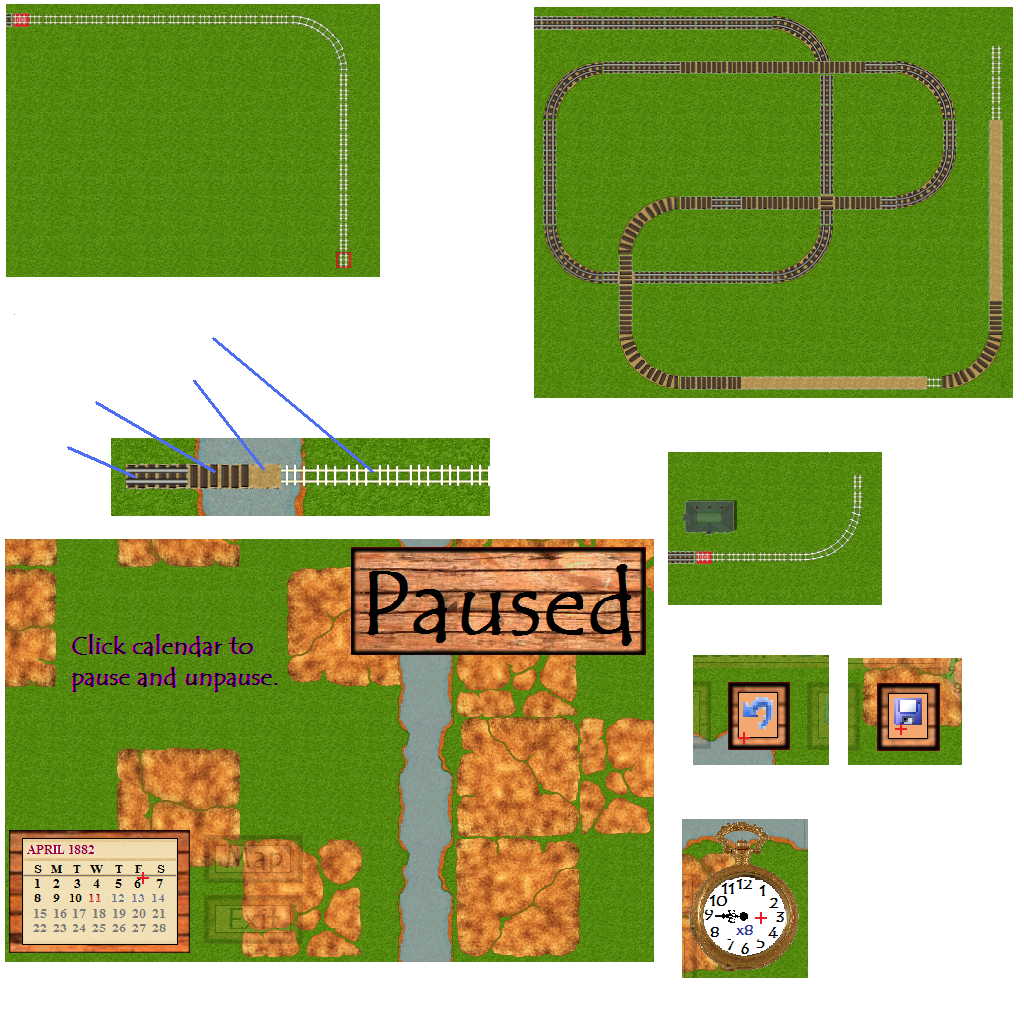 Paused
Click calendar to
pause and unpause.
APRIL 1882
S M T W T F S
1 2 3 4 5 6 7
8 9 10 11 12 13 14
15 16 17 18 19 20 21
22 23 24 25 26 27 28
Map
Exit
12
11 1
10 2
9 3
8 4
x8
7 5
6